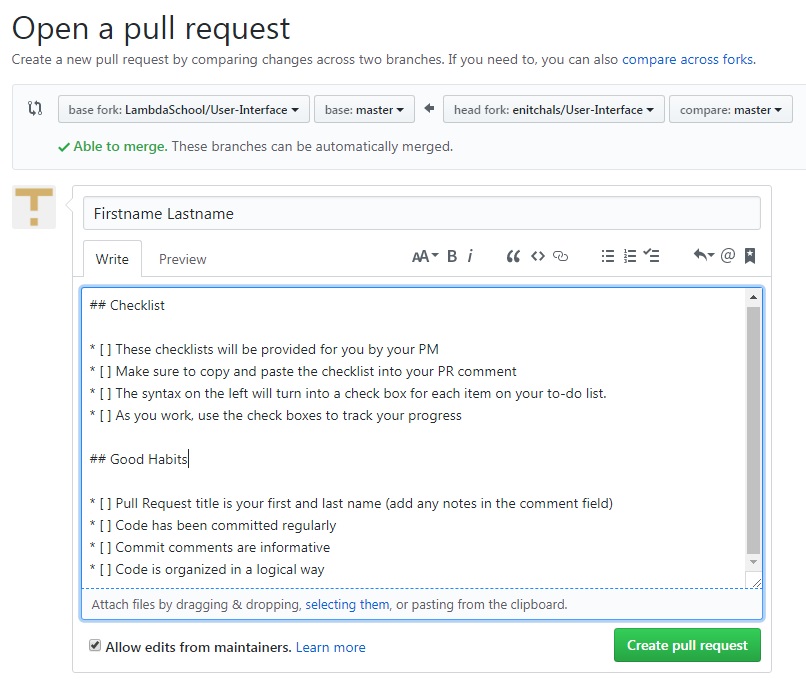 Open a pull request
Create a new pull request by comparing changes across two branches. If you need to, you can also compare across forks.
base fork: LambdaSchool/User-Interface base: master head fork: enitchals/User-Interface compare: master
Able to merge. These branches can be automatically merged.
Firstname Lastname
Write Preview AA B i
## Checklist
* [ ] These checklists will be provided for you by your PM
* [ ] Make sure to copy and paste the checklist into your PR comment
* [ ] The syntax on the left will turn into a check box for each item on your to-do list.
* [ ] As you work, use the check boxes to track your progress
## Good Habits
* [ ] Pull Request title is your first and last name (add any notes in the comment field)
* [ ] Code has been committed regularly
* [ ] Commit comments are informative
* [ ] Code is organized in a logical way
Attach files by dragging & dropping, selecting them, or pasting from the clipboard.
Allow edits from maintainers. Learn more Create pull request